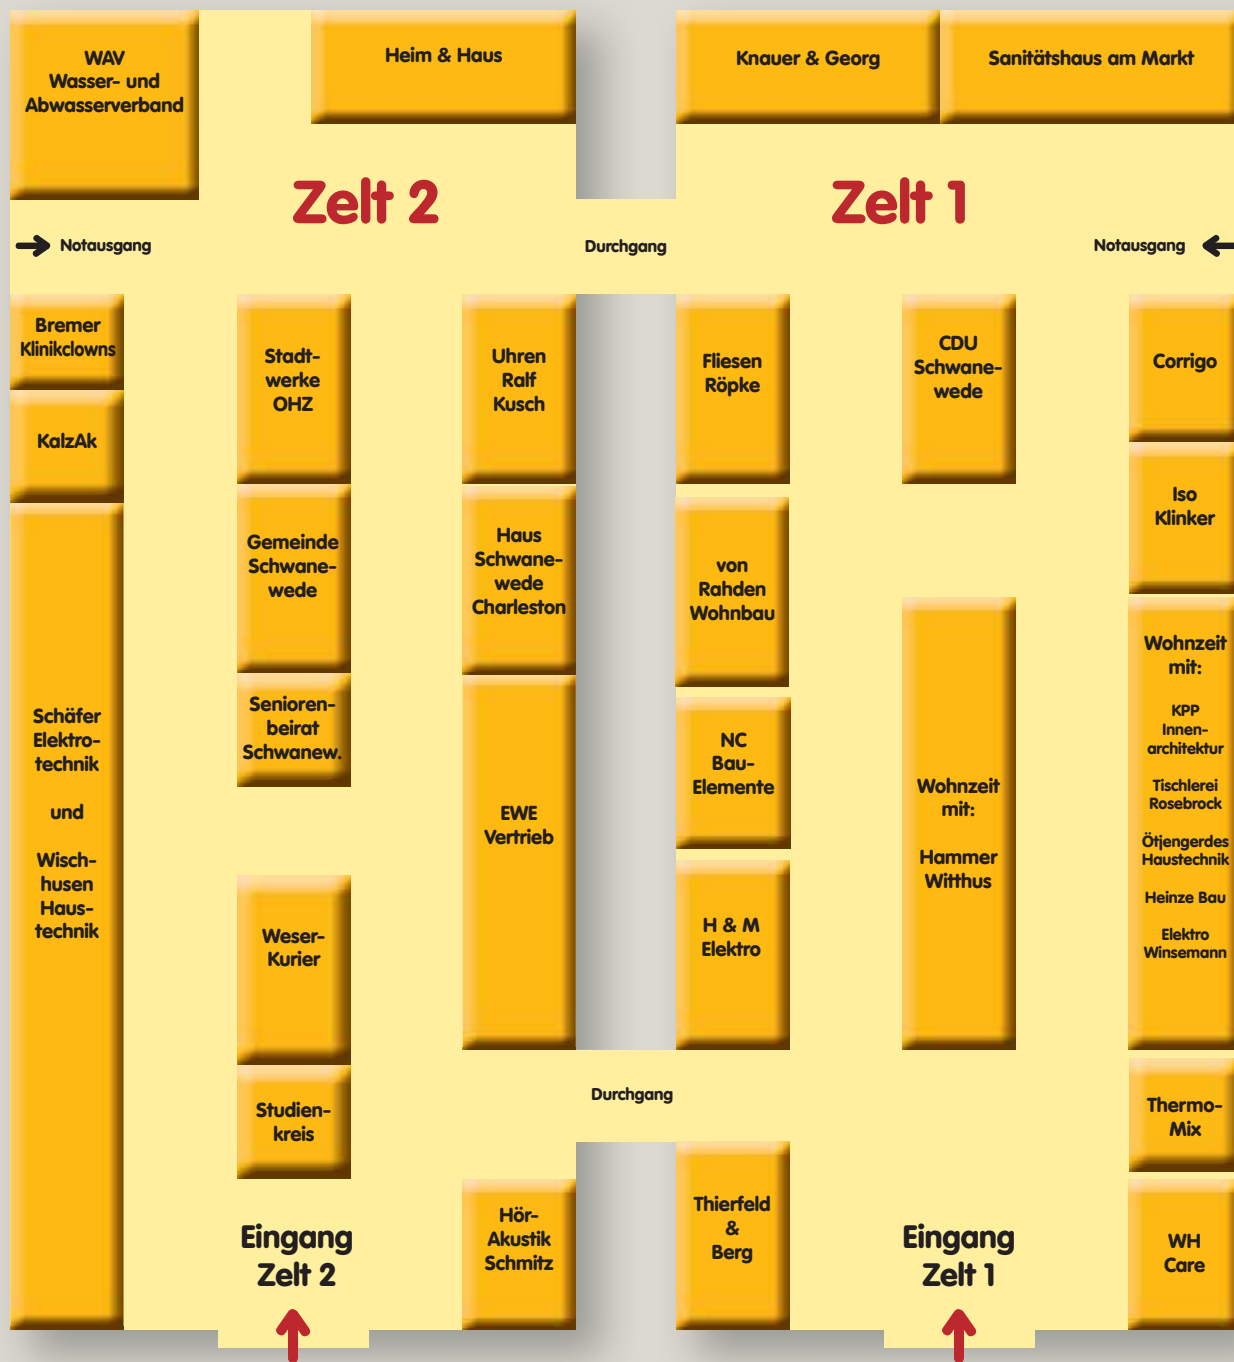 WAV
Wasser- und
Abwasserverband
Heim & Haus
Knauer & Georg
Sanitätshaus am Markt
Zelt 2
Zelt 1
Notausgang
Durchgang
Notausgang
Bremer
Klinikclowns
KalzAk
Schäfer
Elektro-
technik
und
Wisch-
husen
Haus-
technik
Stadt-
werke
OHZ
Gemeinde
Schwane-
wede
Senioren-
beirat
Schwanew.
Weser-
Kurier
Studien-
kreis
Uhren
Ralf
Kusch
Haus
Schwane-
wede
Charleston
EWE
Vertrieb
Hör-
Akustik
Schmitz
Fliesen
Röpke
von
Rahden
Wohnbau
NC
Bau-
Elemente
H & M
Elektro
Durchgang
Thierfeld
&
Berg
CDU
Schwane-
wede
Wohnzeit
mit:
Hammer
Witthus
Corrigo
Iso
Klinker
Wohnzeit
mit:
KPP
Innen-
architektur
Tischlerei
Rosebrock
Ötjengerdes
Haustechnik
Heinze Bau
Elektro
Winsemann
Thermo-
Mix
WH
Care
Eingang
Zelt 2
Eingang
Zelt 1